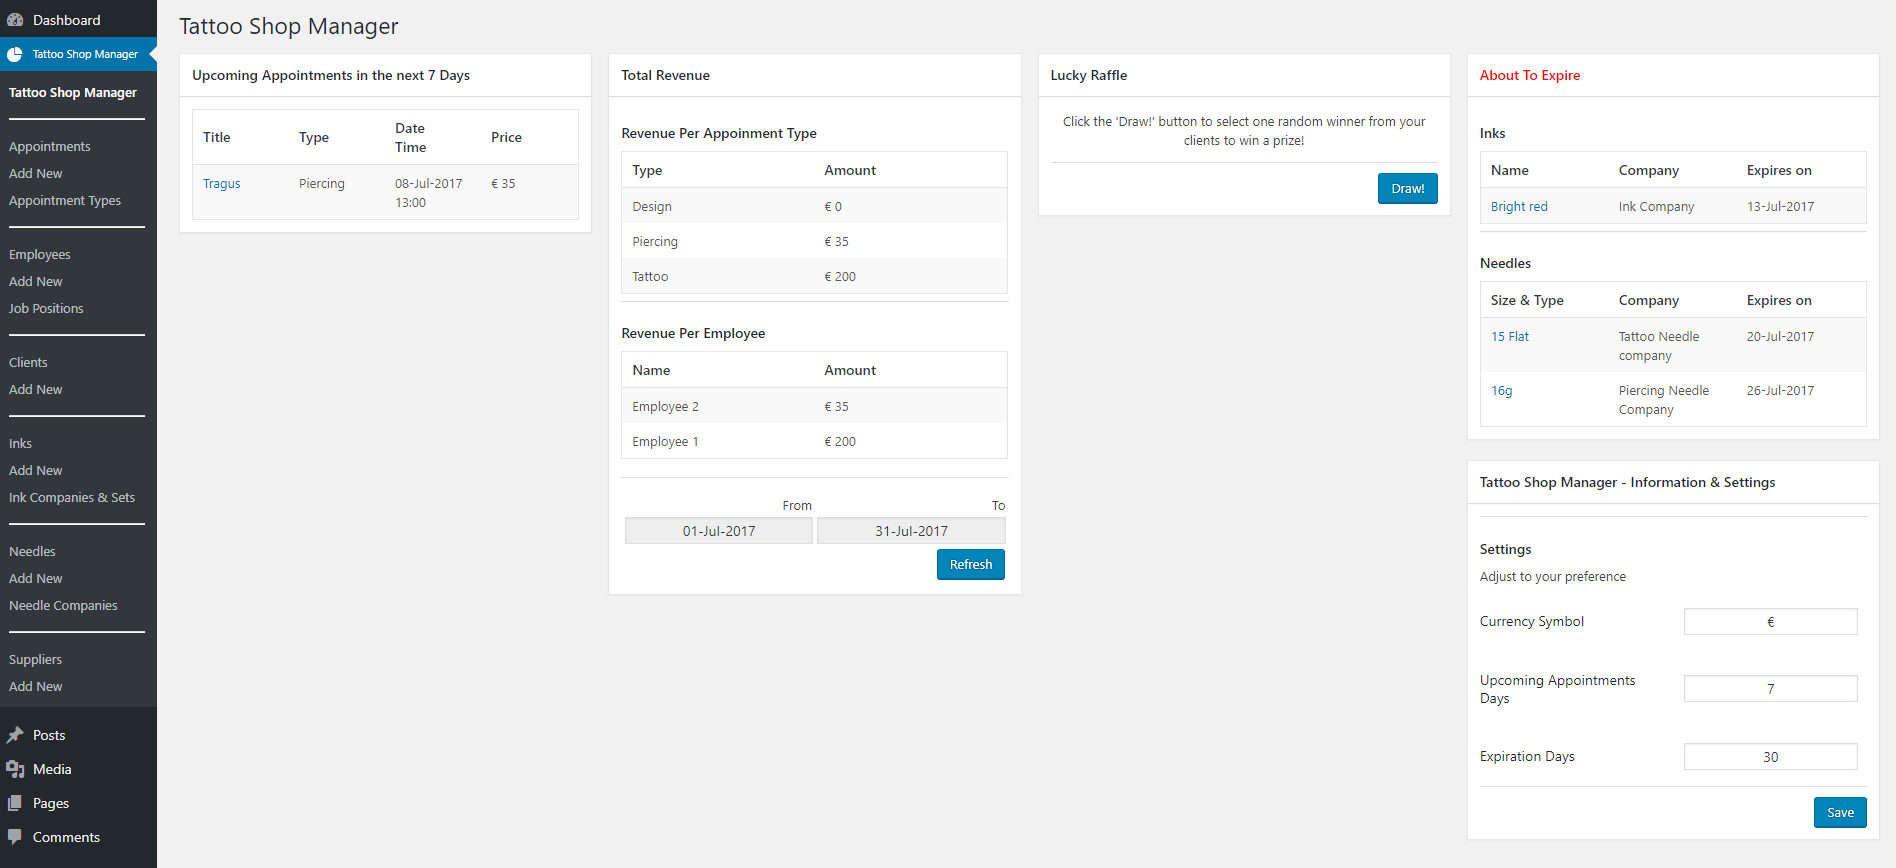 Dashboard
Tattoo Shop Manager
Tattoo Shop Manager
Appointments
Add New
Appointment Types
Employees
Add New
Job Positions
Clients
Add New
Inks
Add New
Ink Companies & Sets
Needles
Add New
Needle Companies
Suppliers
Add New
Posts
Media
Pages
Comments
Tattoo Shop Manager
Upcoming Appointments in the next 7 Days
Title Type Date Time Price
Tragus Piercing 08-Jul-2017 13:00 € 35
Total Revenue
Revenue Per Appoinment Type
Type Amount
Design € 0
Piercing € 35
Tattoo € 200
Revenue Per Employee
Name Amount
Employee 2 € 35
Employee 1 € 200
From To
01-Jul-2017 31-Jul-2017
Refresh
Lucky Raffle
Click the 'Draw!' button to select one random winner from your
clients to win a prize!
Draw!
About To Expire
Inks
Name Company Expires on
Bright red Ink Company 13-Jul-2017
Needles
Size & Type Company Expires on
15 Flat Tattoo Needle company 20-Jul-2017
16g Piercing Needle Company 26-Jul-2017
Tattoo Shop Manager - Information & Settings
Settings
Adjust to your preference
Currency Symbol €
Upcoming Appointments Days 7
Expiration Days 30
Save